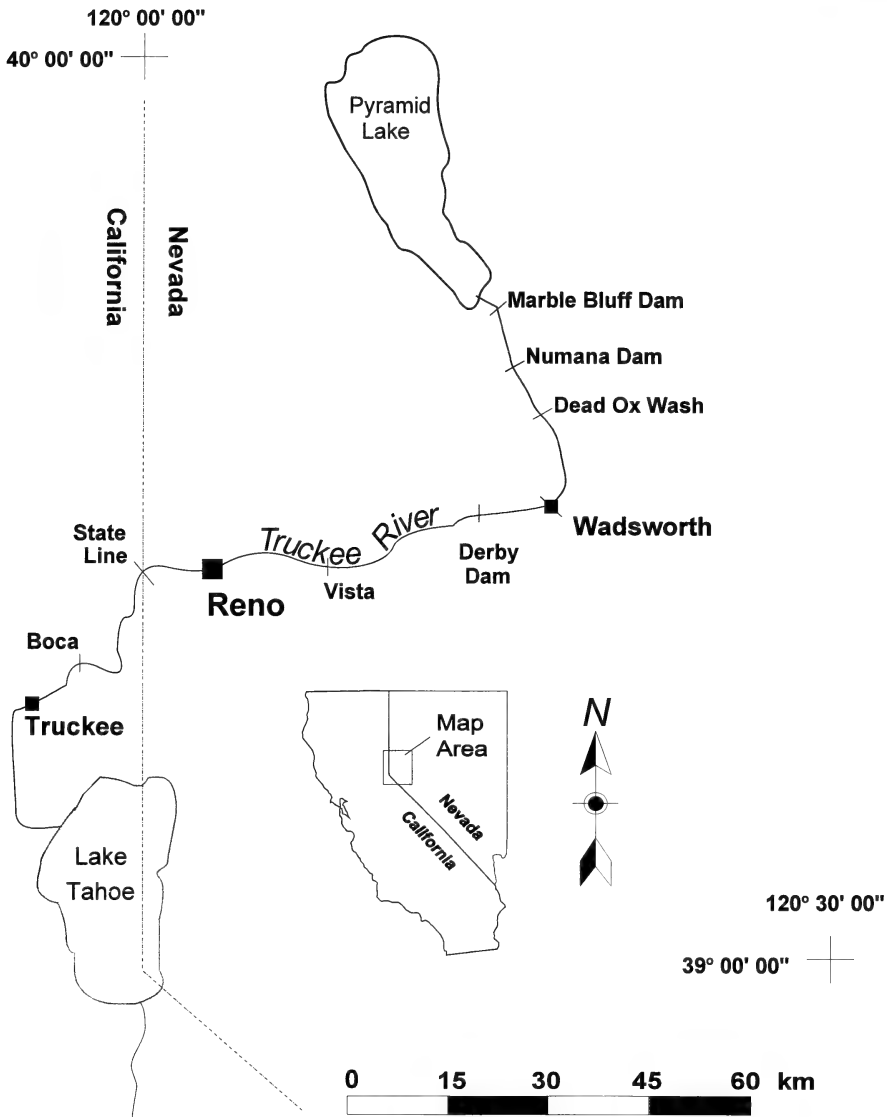 120° 00' 00"
40° 00' 00"
Pyramid
Lake
California
Nevada
Marble Bluff Dam
Numana Dam
Dead Ox Wash
Truckee River
Wadsworth
State
Line
Derby
Dam
Vista
Reno
Boca
Truckee
Map
Area
N
Nevada
California
Lake
Tahoe
120° 30' 00"
39° 00' 00"
0 15 30 45 60 km